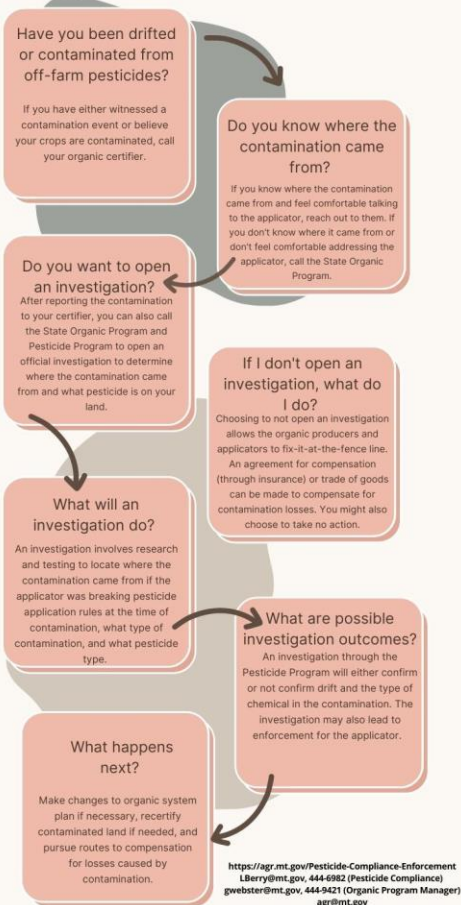 Have you been drifted
or contaminated from
off-farm pesticides?
If you have either witnessed a
contamination event or believe
your crops are contaminated, call
your organic certifier.
Do you know where the
contamination came
from?
If you know where the contamination
came from and feel comfortable talking
to the applicator, reach out to them. If
you don't know where it came from or
don't feel comfortable addressing the
applicator, call the State Organic
Program.
Do you want to open
an investigation?
After reporting the contamination
to your certifier, you can also call
the State Organic Program and
Pesticide Program to open an
official investigation to determine
where the contamination came
from and what pesticide is on your
land.
If I don't open an
investigation, what do
I do?
Choosing to not open an investigation
allows the organic producers and
applicators to fix-it-at-the-fence line.
An agreement for compensation
(through insurance) or trade of goods
can be made to compensate for
contamination losses. You might also
choose to take no action.
What will an
investigation do?
An investigation involves research
and testing to locate where the
contamination came from if the
applicator was breaking pesticide
application rules at the time of
contamination, what type of
contamination, and what pesticide
type.
What are possible
investigation outcomes?
An investigation through the
Pesticide Program will either confirm
or not confirm drift and the type of
chemical in the contamination. The
investigation may also lead to
enforcement for the applicator.
What happens
next?
Make changes to organic system
plan if necessary, recertify
contaminated land if needed, and
pursue routes to compensation
for losses caused by
contamination.
https://agr.mt.gov/Pesticide-Compliance-Enforcement
LBerry@mt.gov, 444-6982 (Pesticide Compliance)
gwebster@mt.gov, 444-9421 (Organic Program Manager)
agr@mt.gov